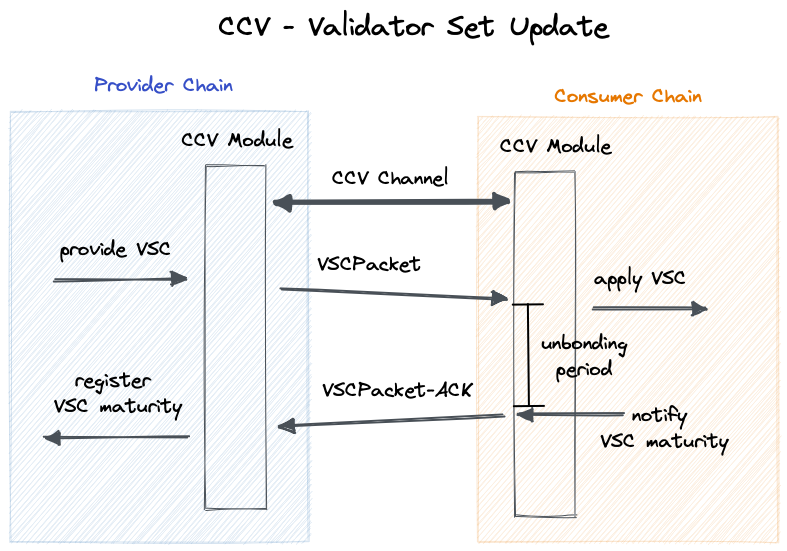 CCV - Validator Set Update
Provider Chain
Consumer Chain
CCV Module
CCV Module
CCV Channel
provide VSC
VSCPacket
apply VSC
unbonding
period
register
VSC maturity
VSCPacket-ACK
notify
VSC maturity